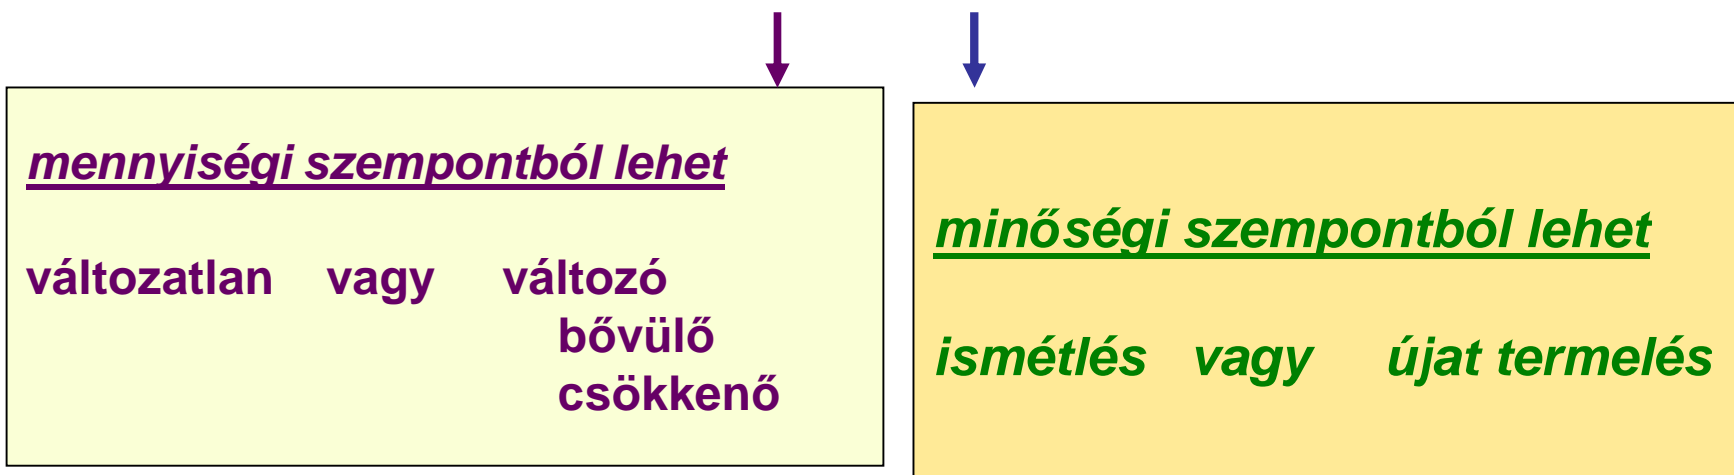 mennyiségi szempontból lehet
változatlan vagy változó
bővülő
csökkenő
minőségi szempontból lehet
ismétlés vagy újat termelés